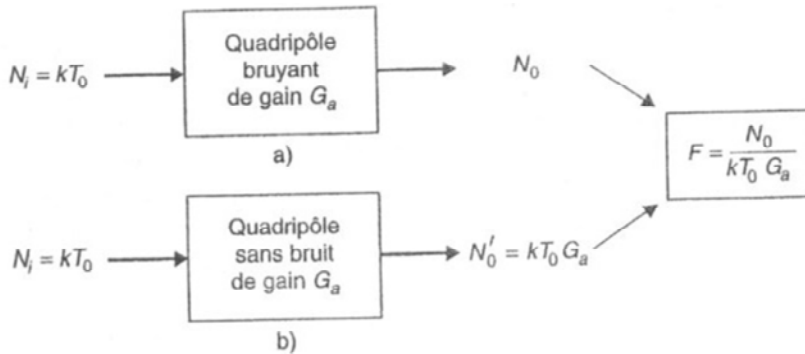 N_i = kT_0
Quadripôle
bruyant
de gain G_a
N_0
a)
F = N_0 / kT_0 G_a
N_i = kT_0
Quadripôle
sans bruit
de gain G_a
N_0' = kT_0 G_a
b)